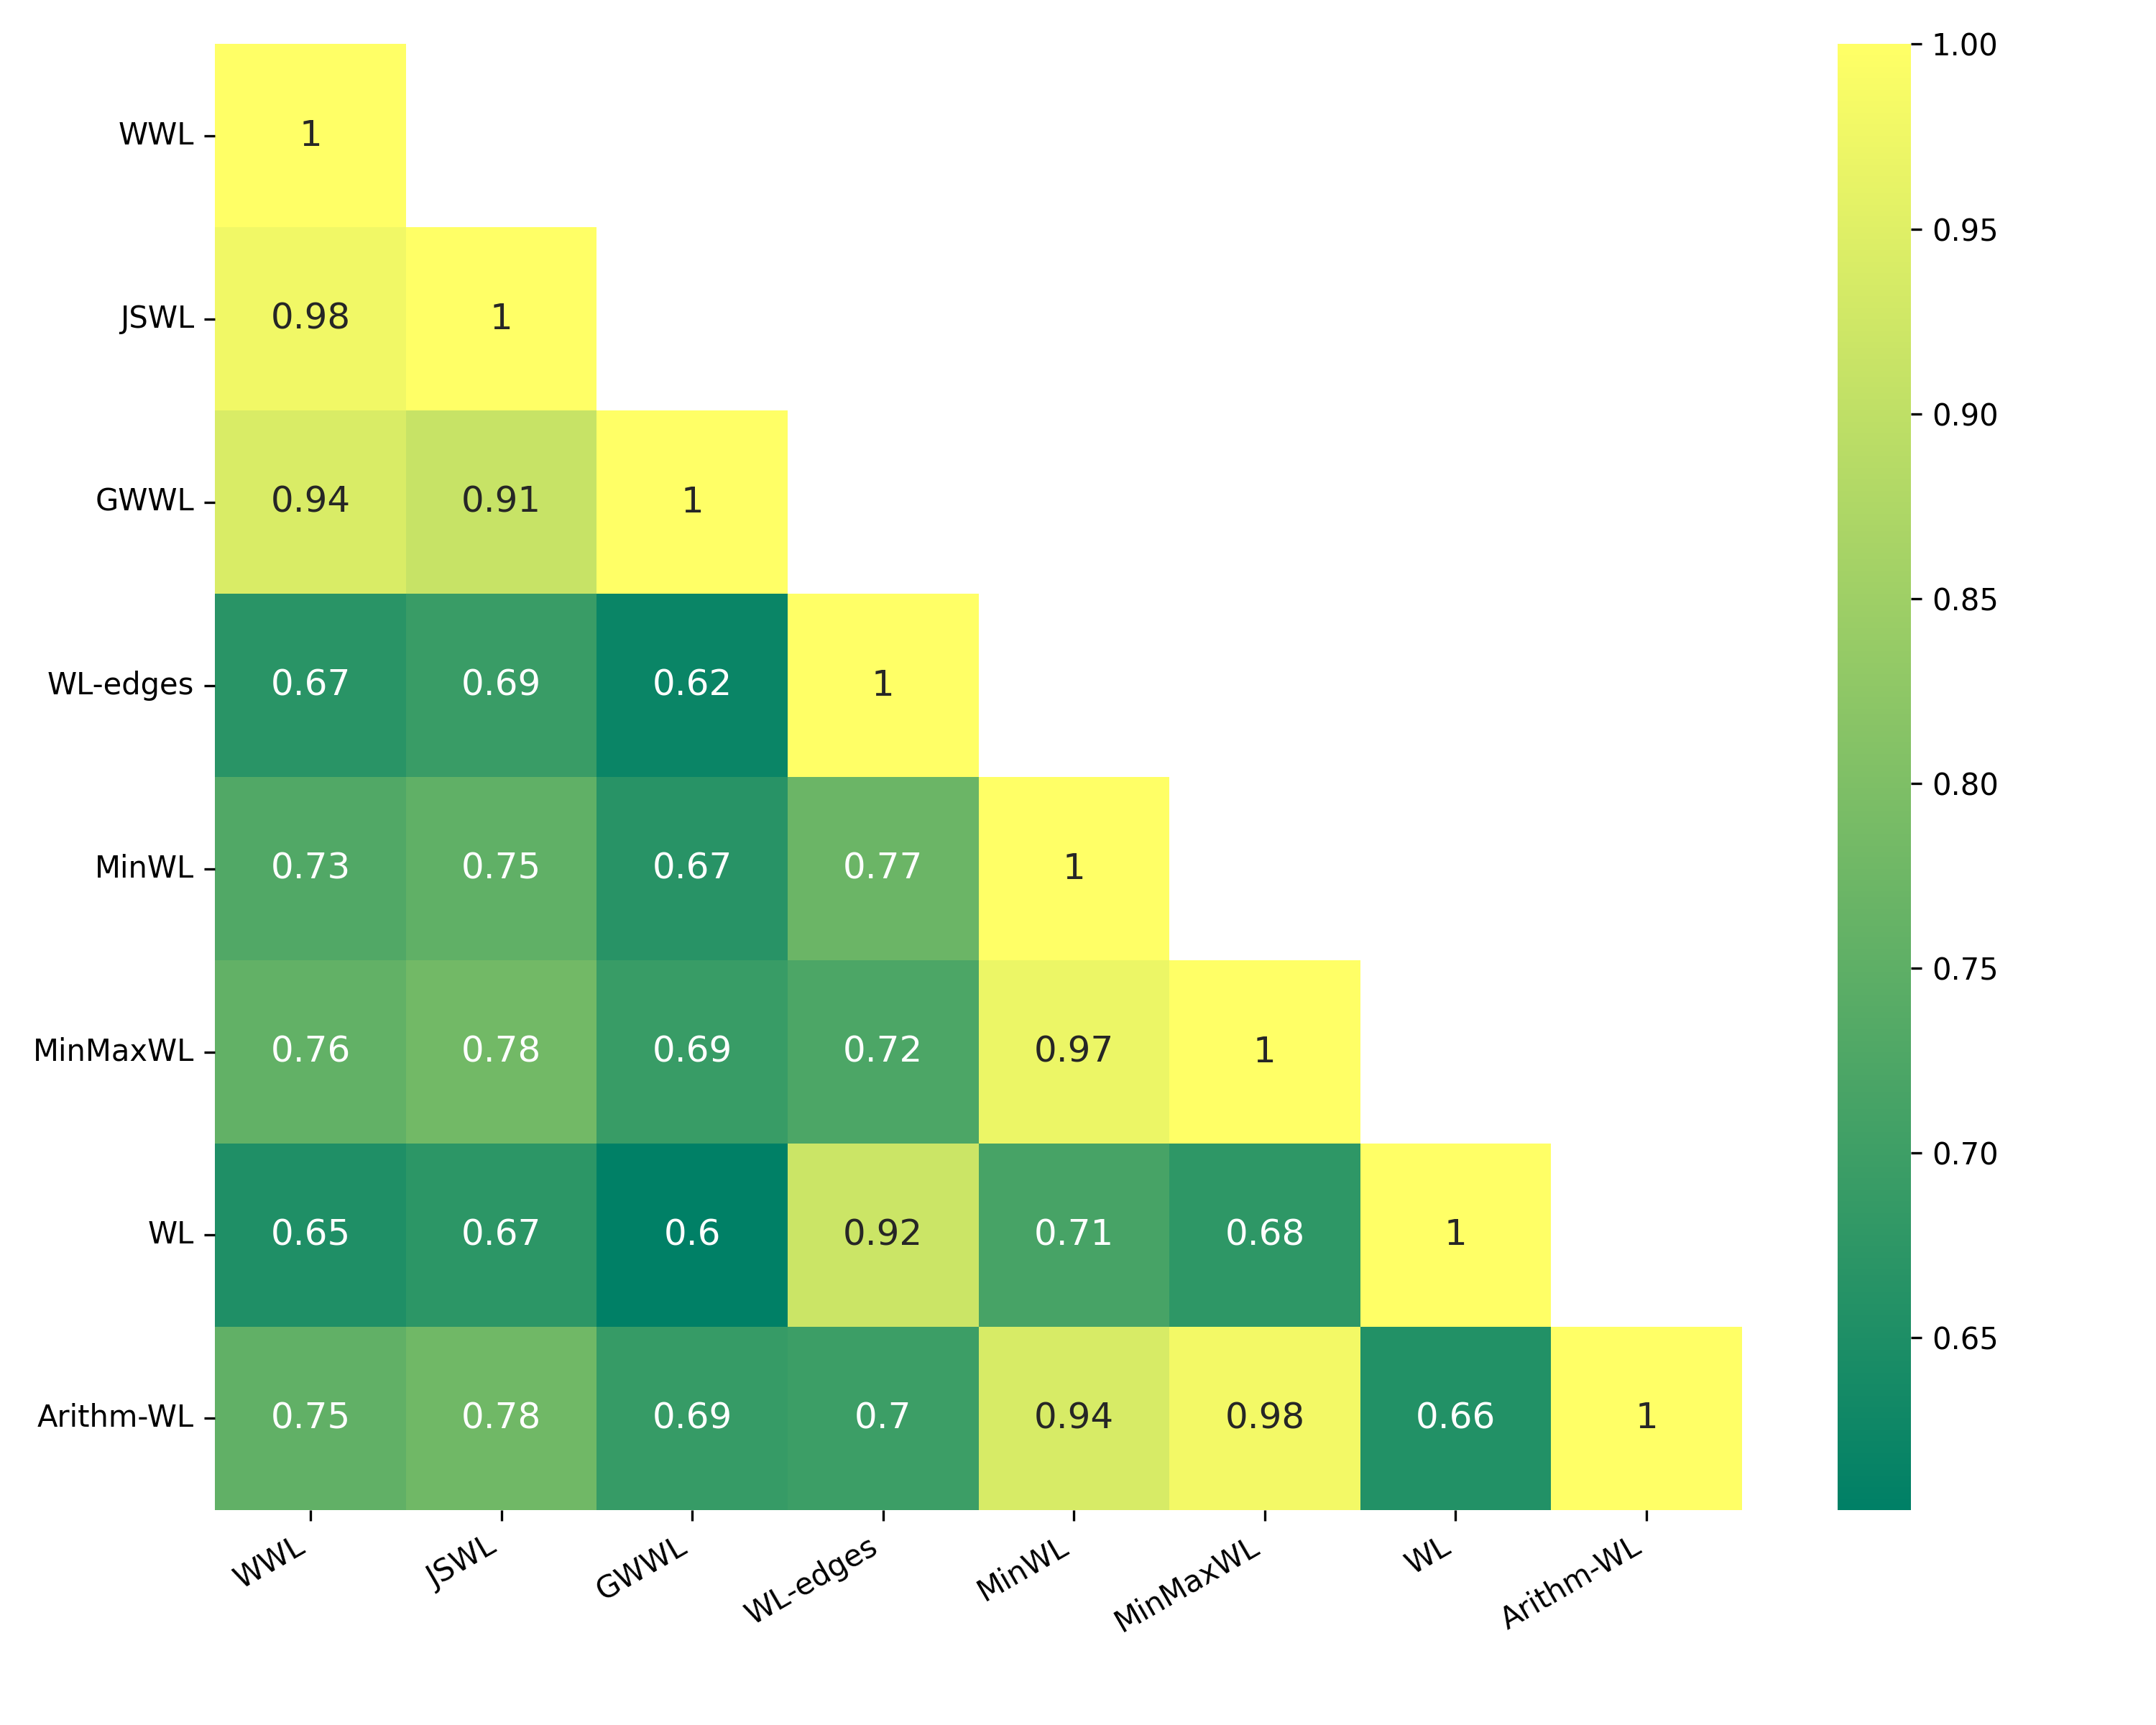 1.00
WWL 1
0.95
JSWL 0.98 1
0.90
GWWL 0.94 0.91 1
0.85
WL-edges 0.67 0.69 0.62 1
0.80
MinWL 0.73 0.75 0.67 0.77 1
0.75
MinMaxWL 0.76 0.78 0.69 0.72 0.97 1
0.70
WL 0.65 0.67 0.6 0.92 0.71 0.68 1
0.65
Arithm-WL 0.75 0.78 0.69 0.7 0.94 0.98 0.66 1
WWL JSWL GWWL WL-edges MinWL MinMaxWL WL Arithm-WL